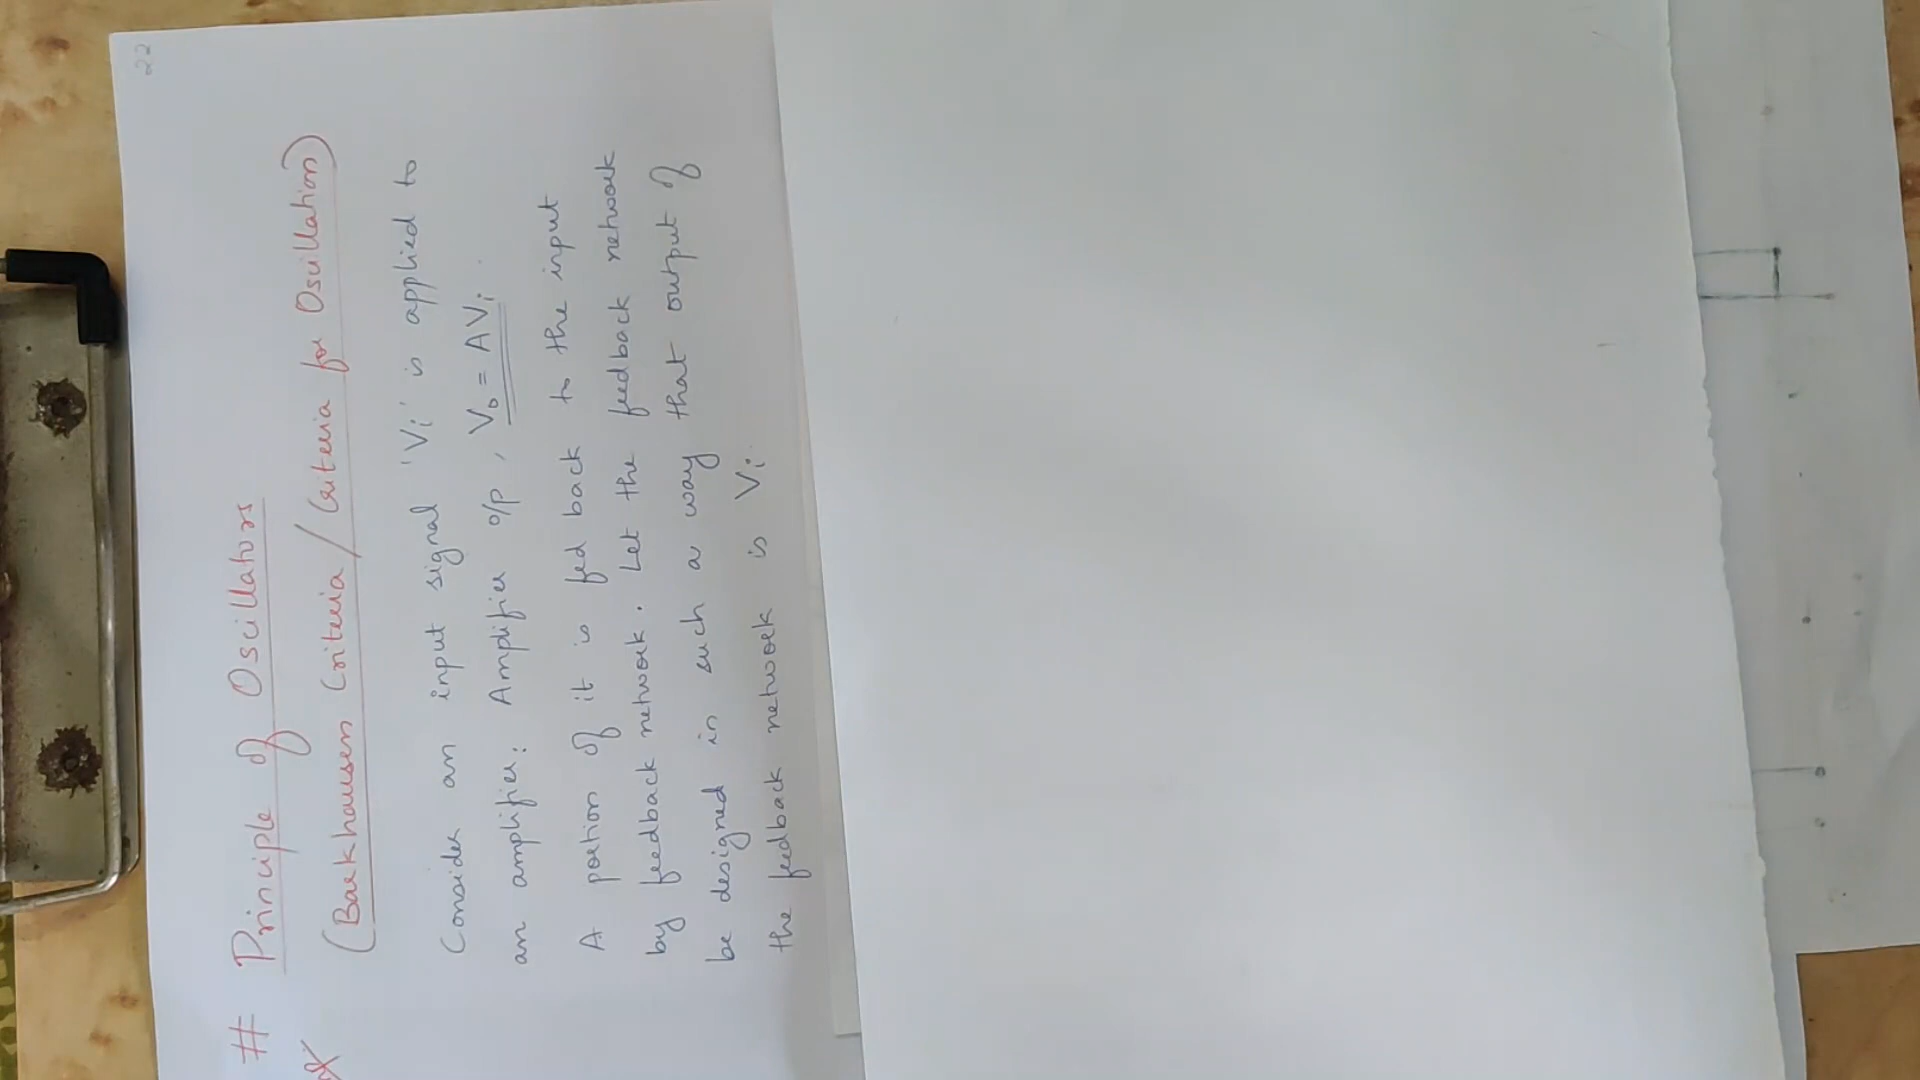 22
# Principle of Oscillators
(Barkhausen Criteria / Criteria for Oscillation)
Consider an input signal 'Vi' is applied to
an amplifier: Amplifier o/p, Vo = AVi.
A portion of it is fed back to the input
by feedback network. Let the feedback network
be designed in such a way that output of
the feedback network is Vi.